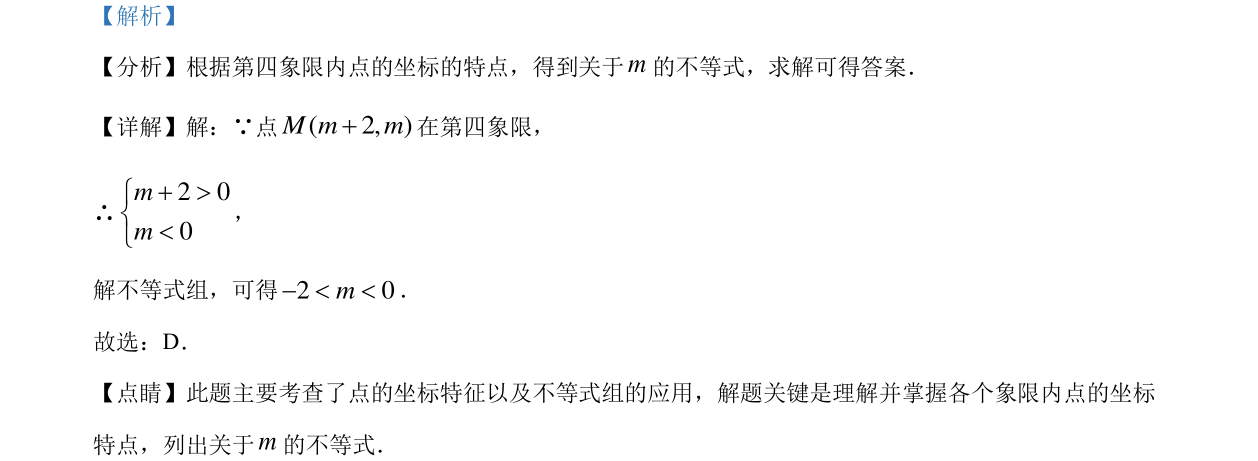 【解析】
【分析】根据第四象限内点的坐标的特点，得到关于 m 的不等式，求解可得答案．
【详解】解：∵点 M(m+2,m) 在第四象限，
∴ { m+2>0
m<0 ，
解不等式组，可得 −2<m<0．
故选：D．
【点睛】此题主要考查了点的坐标特征以及不等式组的应用，解题关键是理解并掌握各个象限内点的坐标
特点，列出关于 m 的不等式．